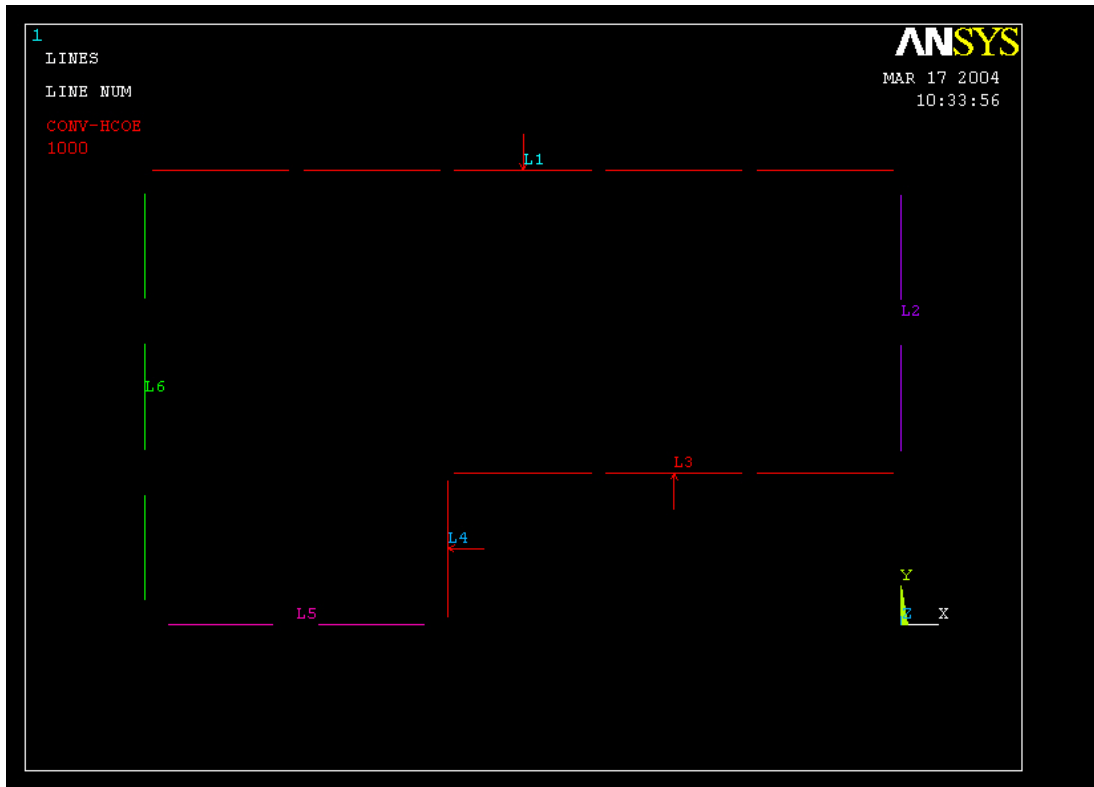 1
ANSYS
LINES
MAR 17 2004
LINE NUM
10:33:56
CONV-HCOE
1000
L1
L2
L6
L3
L4
Y
L5
Z X